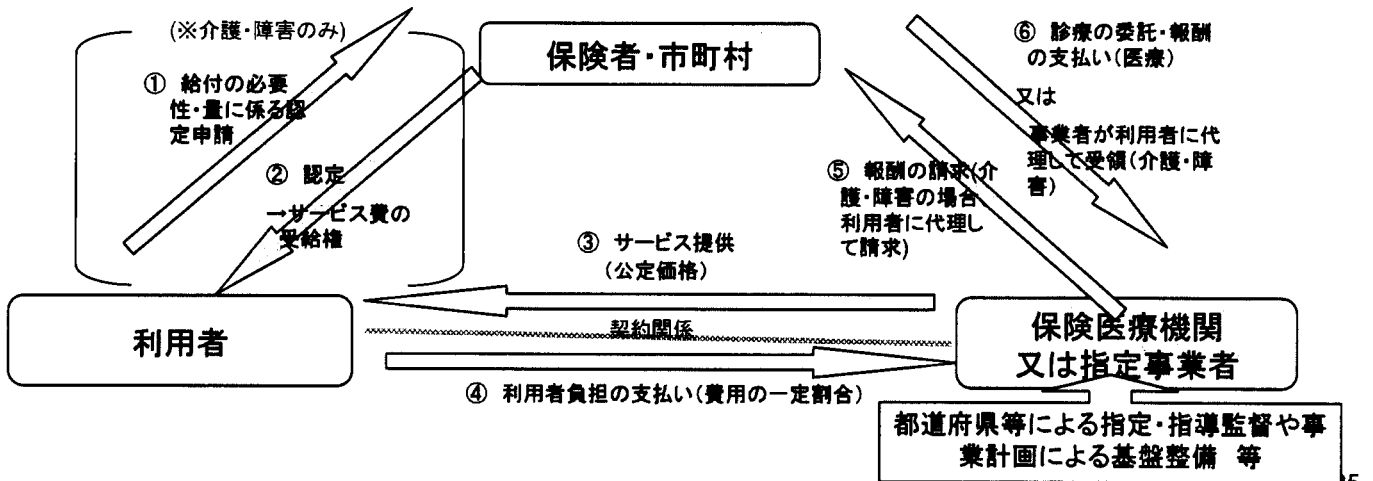 (※介護・障害のみ)
保険者・市町村
① 給付の必要
性・量に係る認
定申請
② 認定
→サービス費の
受給権
⑥ 診療の委託・報酬
の支払い(医療)
又は
事業者が利用者に代
理して受領(介護・障
害)
⑤ 報酬の請求(介
護・障害の場合
利用者に代理し
て請求)
③ サービス提供
(公定価格)
契約関係
利用者
④ 利用者負担の支払い(費用の一定割合)
保険医療機関
又は指定事業者
都道府県等による指定・指導監督や事
業計画による基盤整備 等